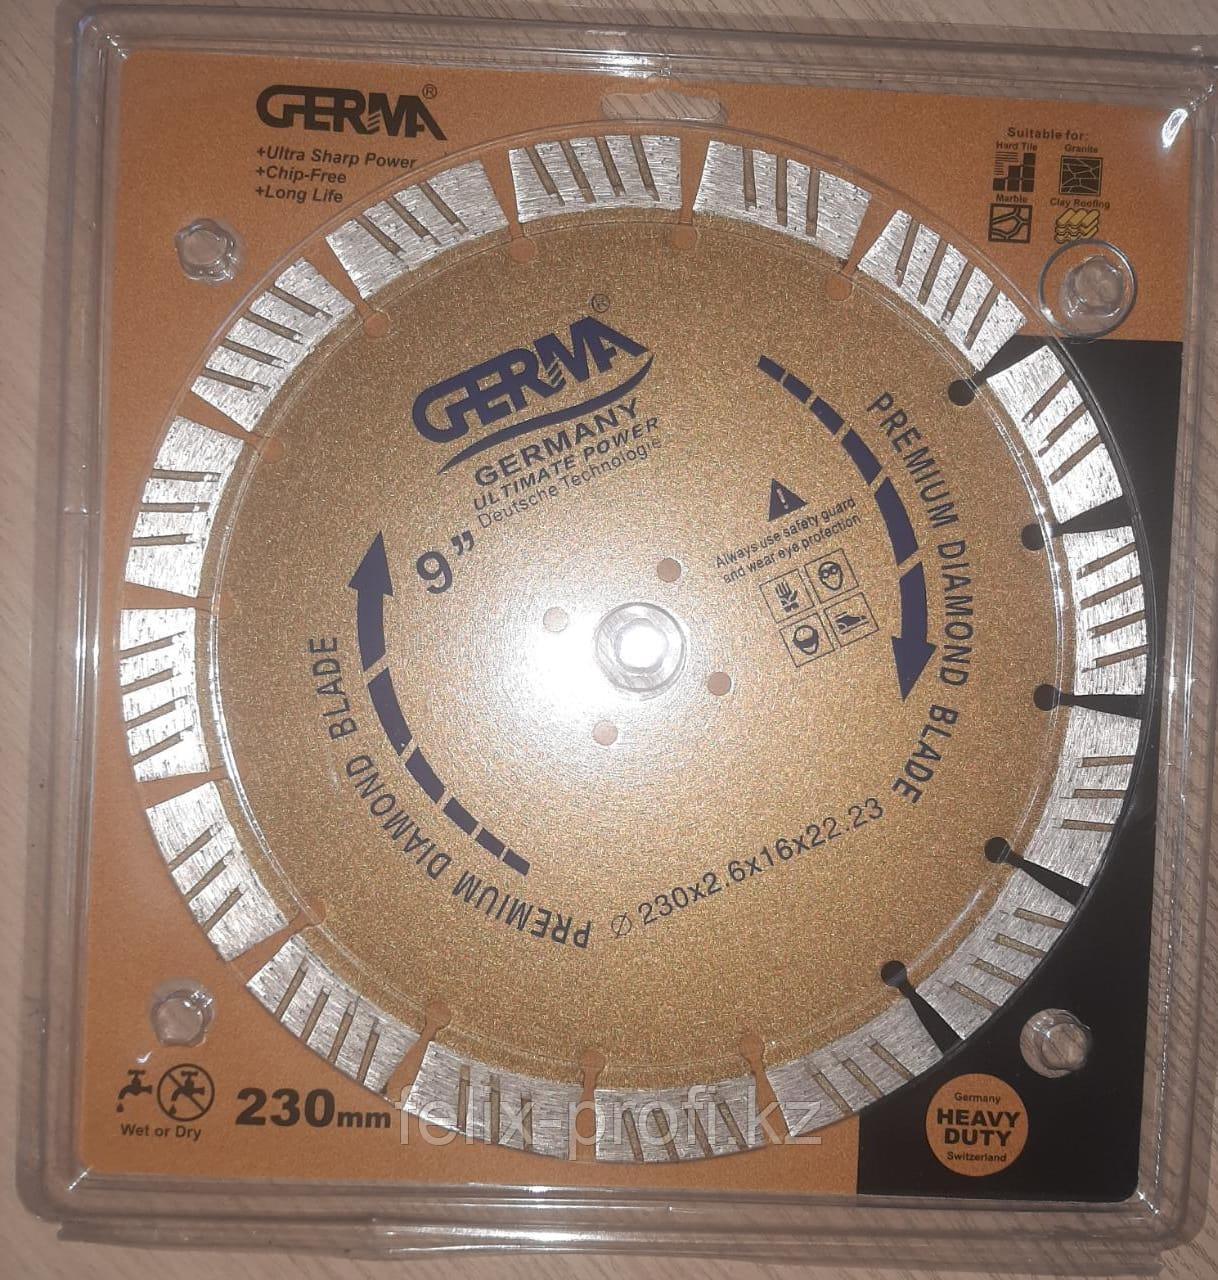 GERMA®
+Ultra Sharp Power
+Chip-Free
+Long Life
Suitable for:
Hard Tile
Granite
Marble
Clay Roofing
GERMA®
GERMANY
ULTIMATE POWER
Deutsche Technologie
9”
Always use safety guard
and wear eye protection
PREMIUM DIAMOND BLADE
PREMIUM DIAMOND BLADE
⌀ 230x2.6x16x22.23
Wet or Dry
230mm
Germany
HEAVY
DUTY
Switzerland
felix-profi.kz